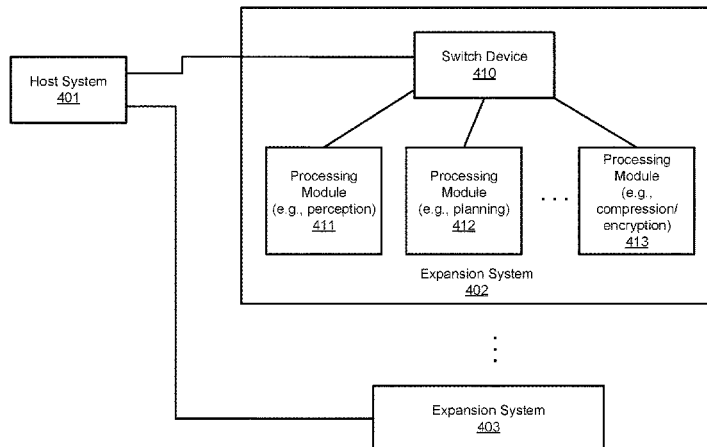 Host System
401
Switch Device
410
Processing
Module
(e.g., perception)
411
Processing
Module
(e.g., planning)
412
. . .
Processing
Module
(e.g.,
compression/
encryption)
413
Expansion System
402
Expansion System
403